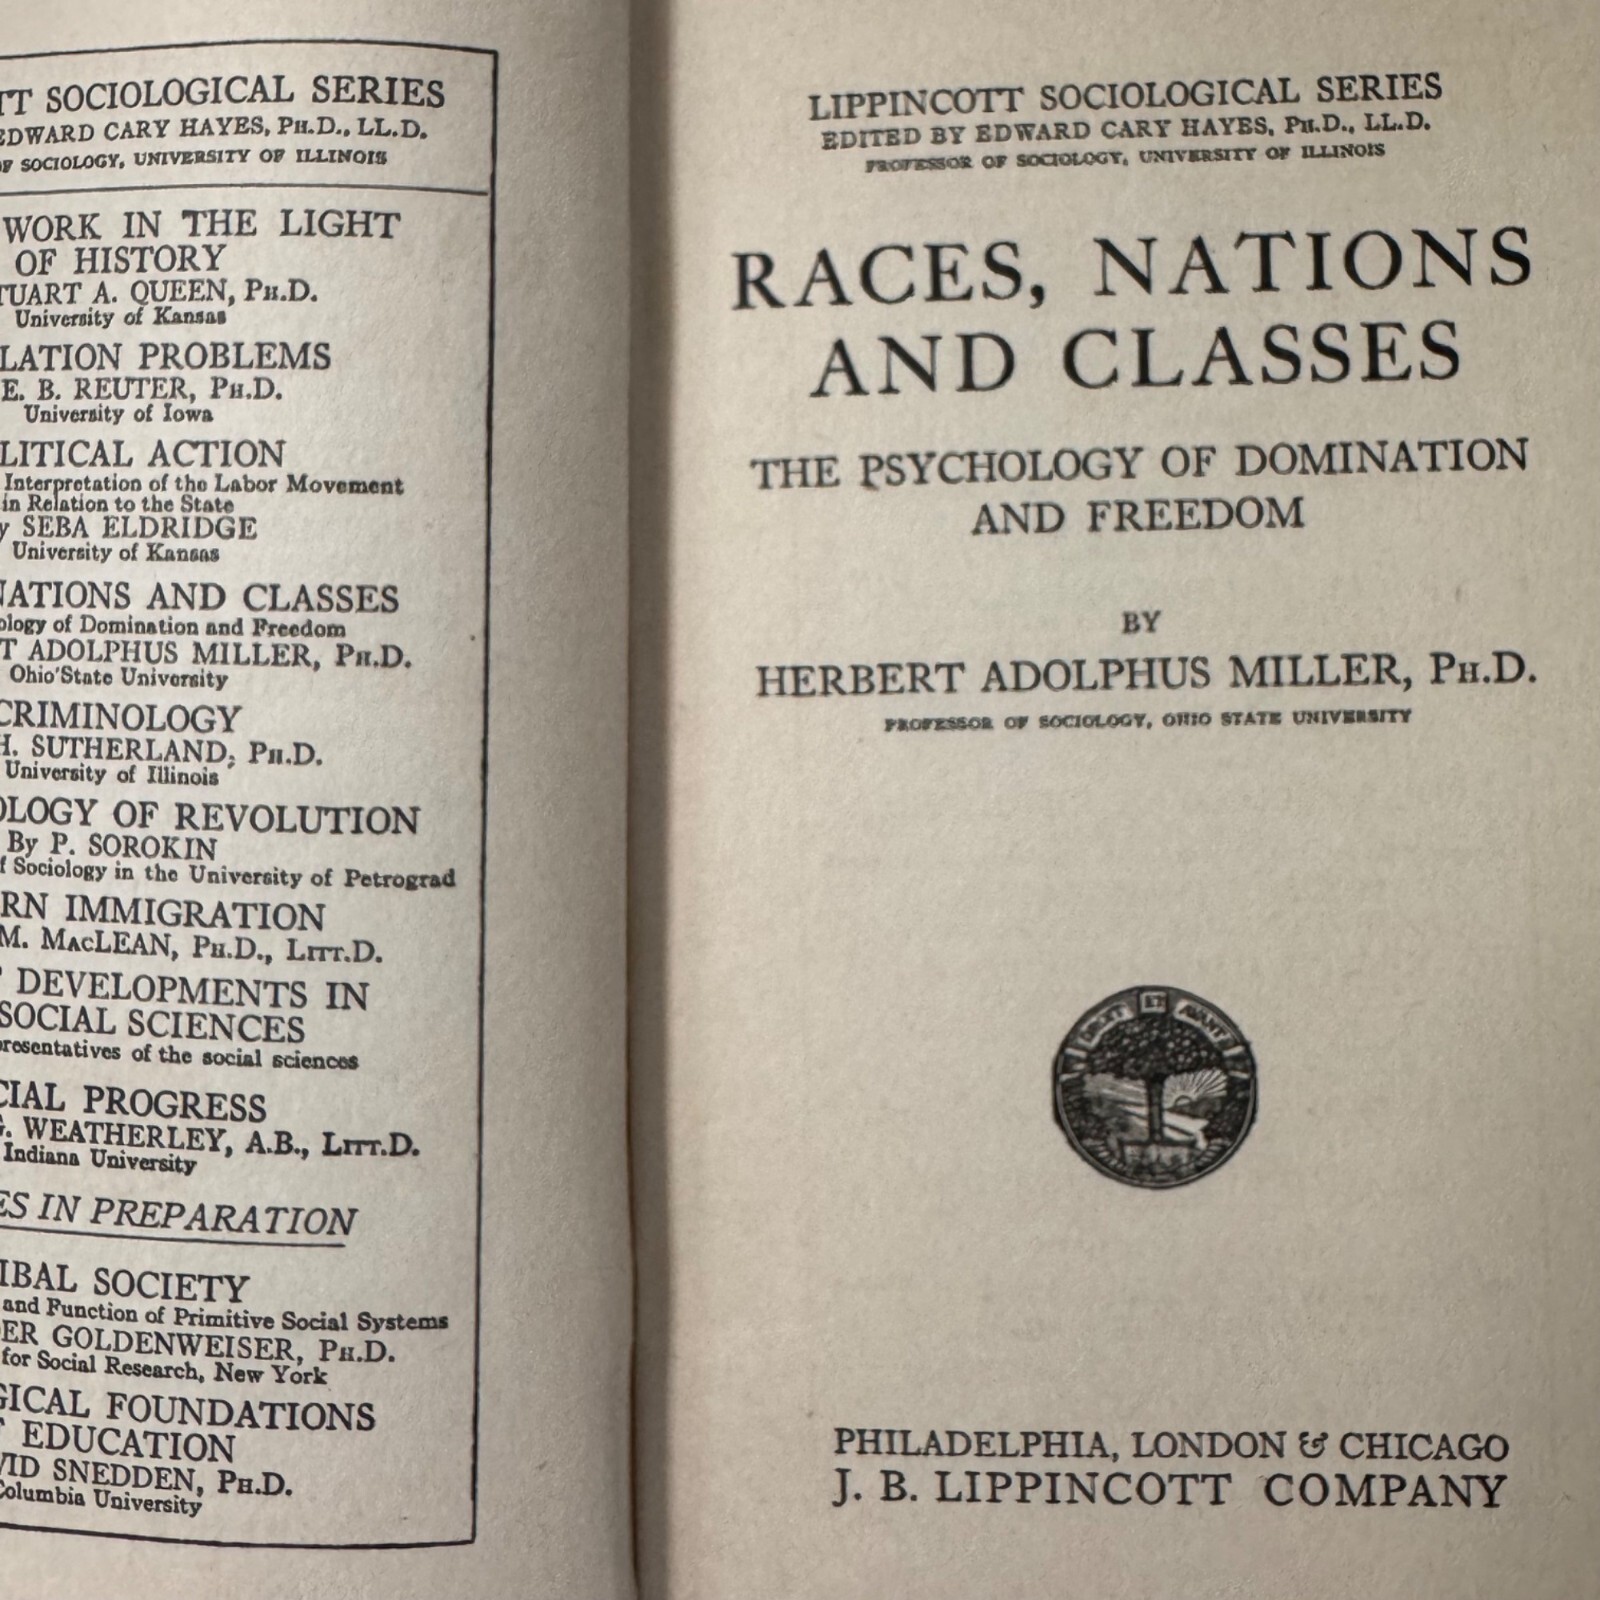 TT SOCIOLOGICAL SERIES
EDWARD CARY HAYES, PH.D., LL.D.
OF SOCIOLOGY, UNIVERSITY OF ILLINOIS
WORK IN THE LIGHT
OF HISTORY
TUART A. QUEEN, PH.D.
University of Kansas
LATION PROBLEMS
E. B. REUTER, PH.D.
University of Iowa
LITICAL ACTION
Interpretation of the Labor Movement
in Relation to the State
y SEBA ELDRIDGE
University of Kansas
NATIONS AND CLASSES
ology of Domination and Freedom
T ADOLPHUS MILLER, PH.D.
Ohio State University
CRIMINOLOGY
H. SUTHERLAND, PH.D.
University of Illinois
OLOGY OF REVOLUTION
By P. SOROKIN
f Sociology in the University of Petrograd
RN IMMIGRATION
M. MACLEAN, PH.D., LITT.D.
DEVELOPMENTS IN
SOCIAL SCIENCES
presentatives of the social sciences
CIAL PROGRESS
G. WEATHERLEY, A.B., LITT.D.
Indiana University
ES IN PREPARATION
IBAL SOCIETY
and Function of Primitive Social Systems
DER GOLDENWEISER, PH.D.
for Social Research, New York
GICAL FOUNDATIONS
EDUCATION
VID SNEDDEN, PH.D.
Columbia University
LIPPINCOTT SOCIOLOGICAL SERIES
EDITED BY EDWARD CARY HAYES, PH.D., LL.D.
PROFESSOR OF SOCIOLOGY, UNIVERSITY OF ILLINOIS
RACES, NATIONS
AND CLASSES
THE PSYCHOLOGY OF DOMINATION
AND FREEDOM
BY
HERBERT ADOLPHUS MILLER, PH.D.
PROFESSOR OF SOCIOLOGY, OHIO STATE UNIVERSITY
DROIT ET AVANT
PHILADELPHIA, LONDON & CHICAGO
J. B. LIPPINCOTT COMPANY